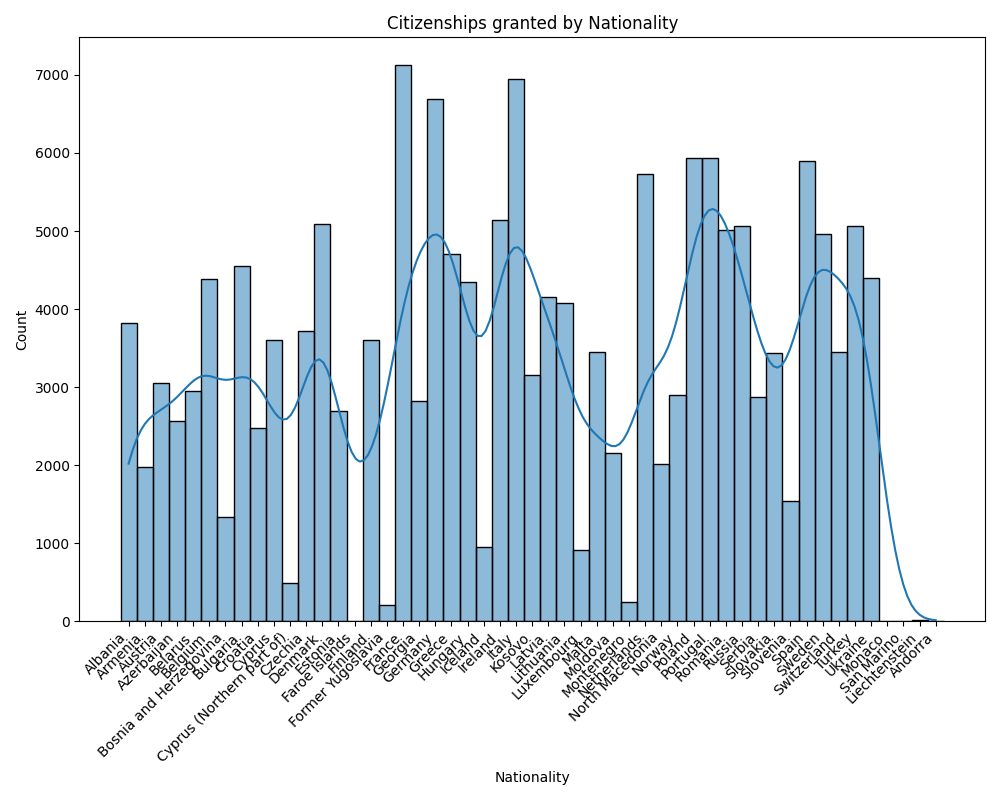 Citizenships granted by Nationality
Count
7000
6000
5000
4000
3000
2000
1000
0
Albania
Armenia
Austria
Azerbaijan
Belarus
Belgium
Bosnia and Herzegovina
Bulgaria
Croatia
Cyprus
Cyprus (Northern Part of)
Czechia
Denmark
Estonia
Faroe Islands
Finland
Former Yugoslavia
France
Georgia
Germany
Greece
Hungary
Iceland
Ireland
Italy
Kosovo
Latvia
Lithuania
Luxembourg
Malta
Moldova
Montenegro
Netherlands
North Macedonia
Norway
Poland
Portugal
Romania
Russia
Serbia
Slovakia
Slovenia
Spain
Sweden
Switzerland
Turkey
Ukraine
Monaco
San Marino
Liechtenstein
Andorra
Nationality